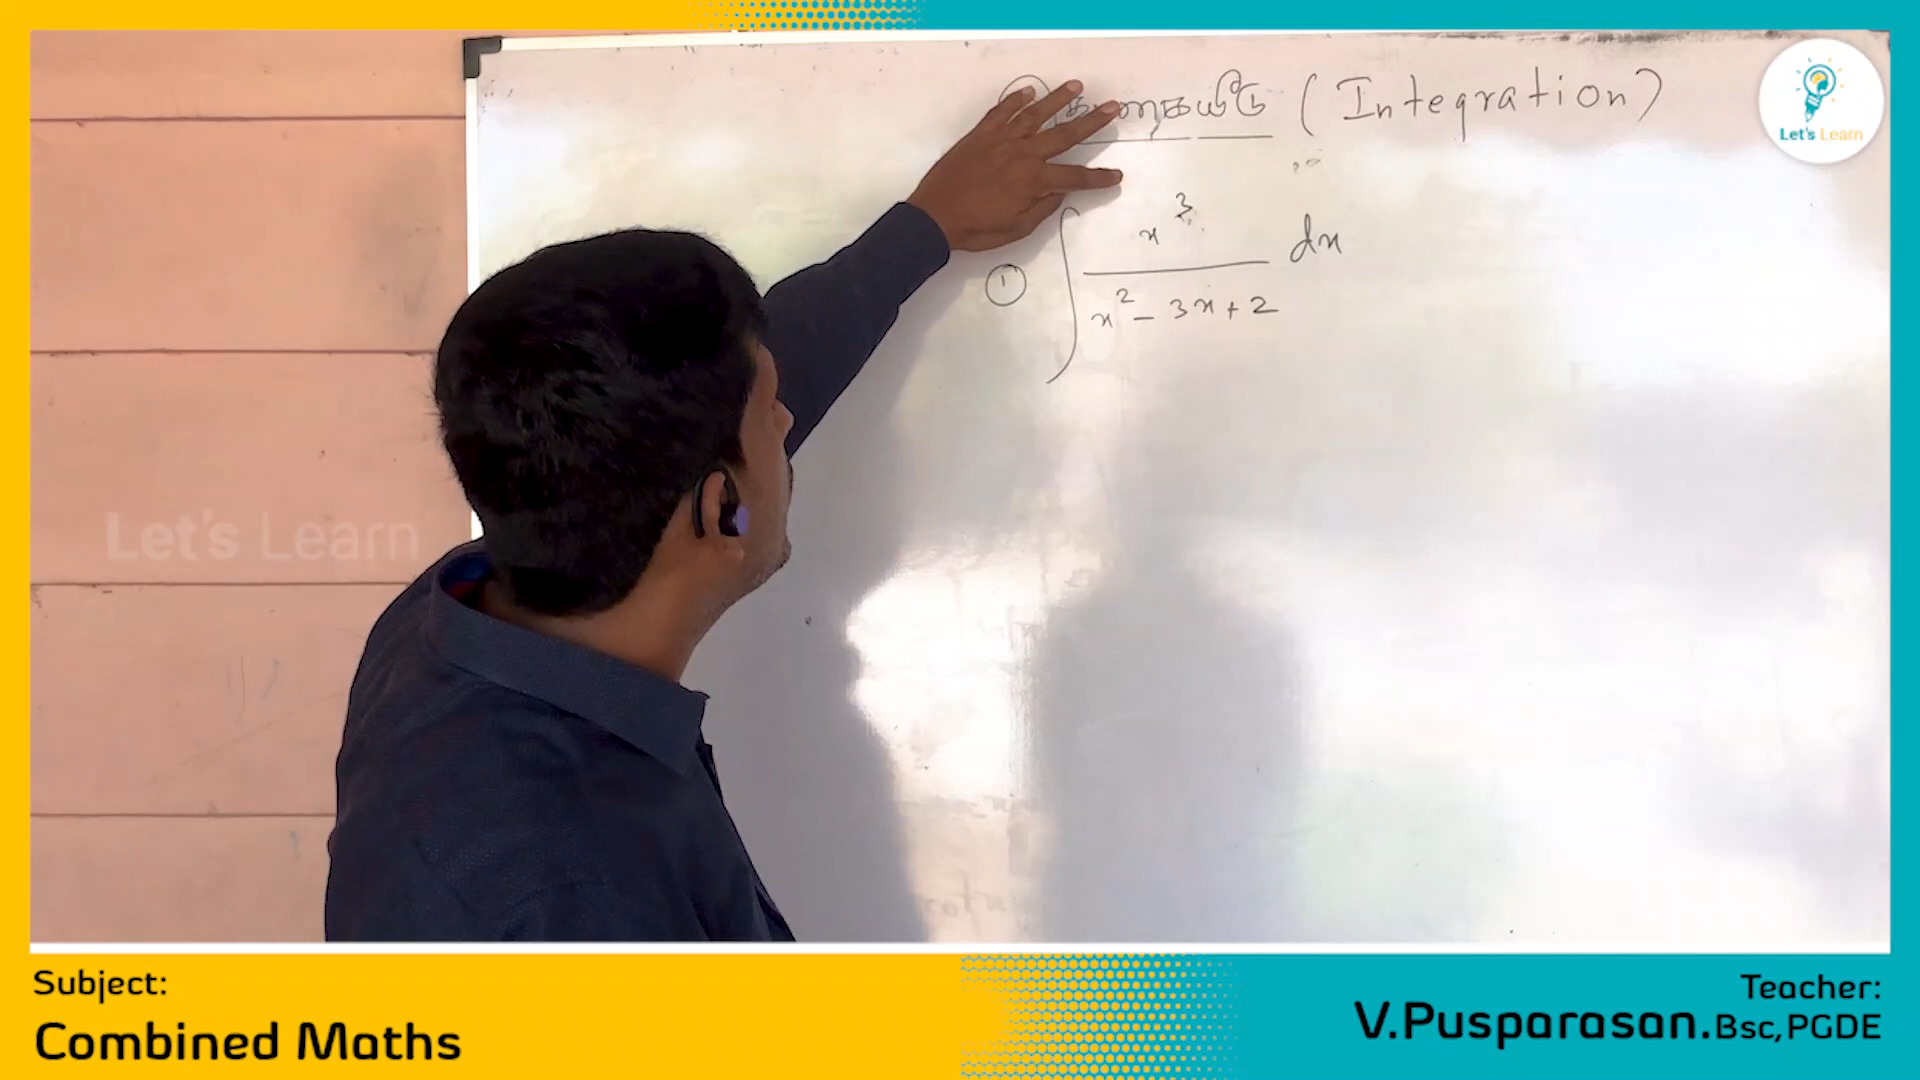 (Integration)
① ∫ x³ / (x² - 3x + 2) dx
Let's Learn
Let's Learn
Subject:
Combined Maths
Teacher:
V.Pusparasan.Bsc,PGDE